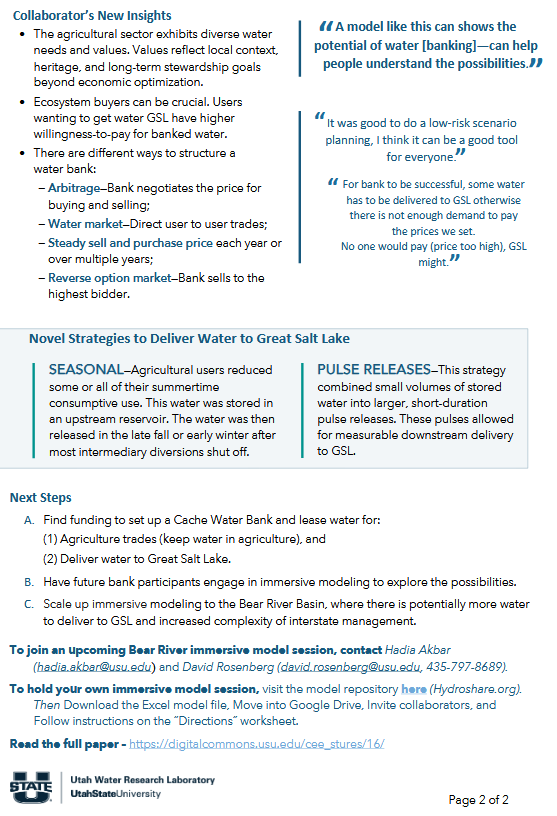 Collaborator's New Insights
• The agricultural sector exhibits diverse water
needs and values. Values reflect local context,
heritage, and long-term stewardship goals
beyond economic optimization.
• Ecosystem buyers can be crucial. Users
wanting to get water GSL have higher
willingness-to-pay for banked water.
• There are different ways to structure a
water bank:
– Arbitrage–Bank negotiates the price for
buying and selling;
– Water market–Direct user to user trades;
– Steady sell and purchase price each year or
over multiple years;
– Reverse option market–Bank sells to the
highest bidder.
“A model like this can shows the
potential of water [banking]—can help
people understand the possibilities.”
“It was good to do a low-risk scenario
planning, I think it can be a good tool
for everyone.”
“ For bank to be successful, some water
has to be delivered to GSL otherwise
there is not enough demand to pay
the prices we set.
No one would pay (price too high), GSL
might.”
Novel Strategies to Deliver Water to Great Salt Lake
SEASONAL–Agricultural users reduced
some or all of their summertime
consumptive use. This water was stored in
an upstream reservoir. The water was then
released in the late fall or early winter after
most intermediary diversions shut off.
PULSE RELEASES–This strategy
combined small volumes of stored
water into larger, short-duration
pulse releases. These pulses allowed
for measurable downstream delivery
to GSL.
Next Steps
A. Find funding to set up a Cache Water Bank and lease water for:
(1) Agriculture trades (keep water in agriculture), and
(2) Deliver water to Great Salt Lake.
B. Have future bank participants engage in immersive modeling to explore the possibilities.
C. Scale up immersive modeling to the Bear River Basin, where there is potentially more water
to deliver to GSL and increased complexity of interstate management.
To join an upcoming Bear River immersive model session, contact Hadia Akbar
(hadia.akbar@usu.edu) and David Rosenberg (david.rosenberg@usu.edu, 435-797-8689).
To hold your own immersive model session, visit the model repository here (Hydroshare.org).
Then Download the Excel model file, Move into Google Drive, Invite collaborators, and
Follow instructions on the “Directions” worksheet.
Read the full paper - https://digitalcommons.usu.edu/cee_stures/16/
STATE
Utah Water Research Laboratory
UtahStateUniversity
Page 2 of 2